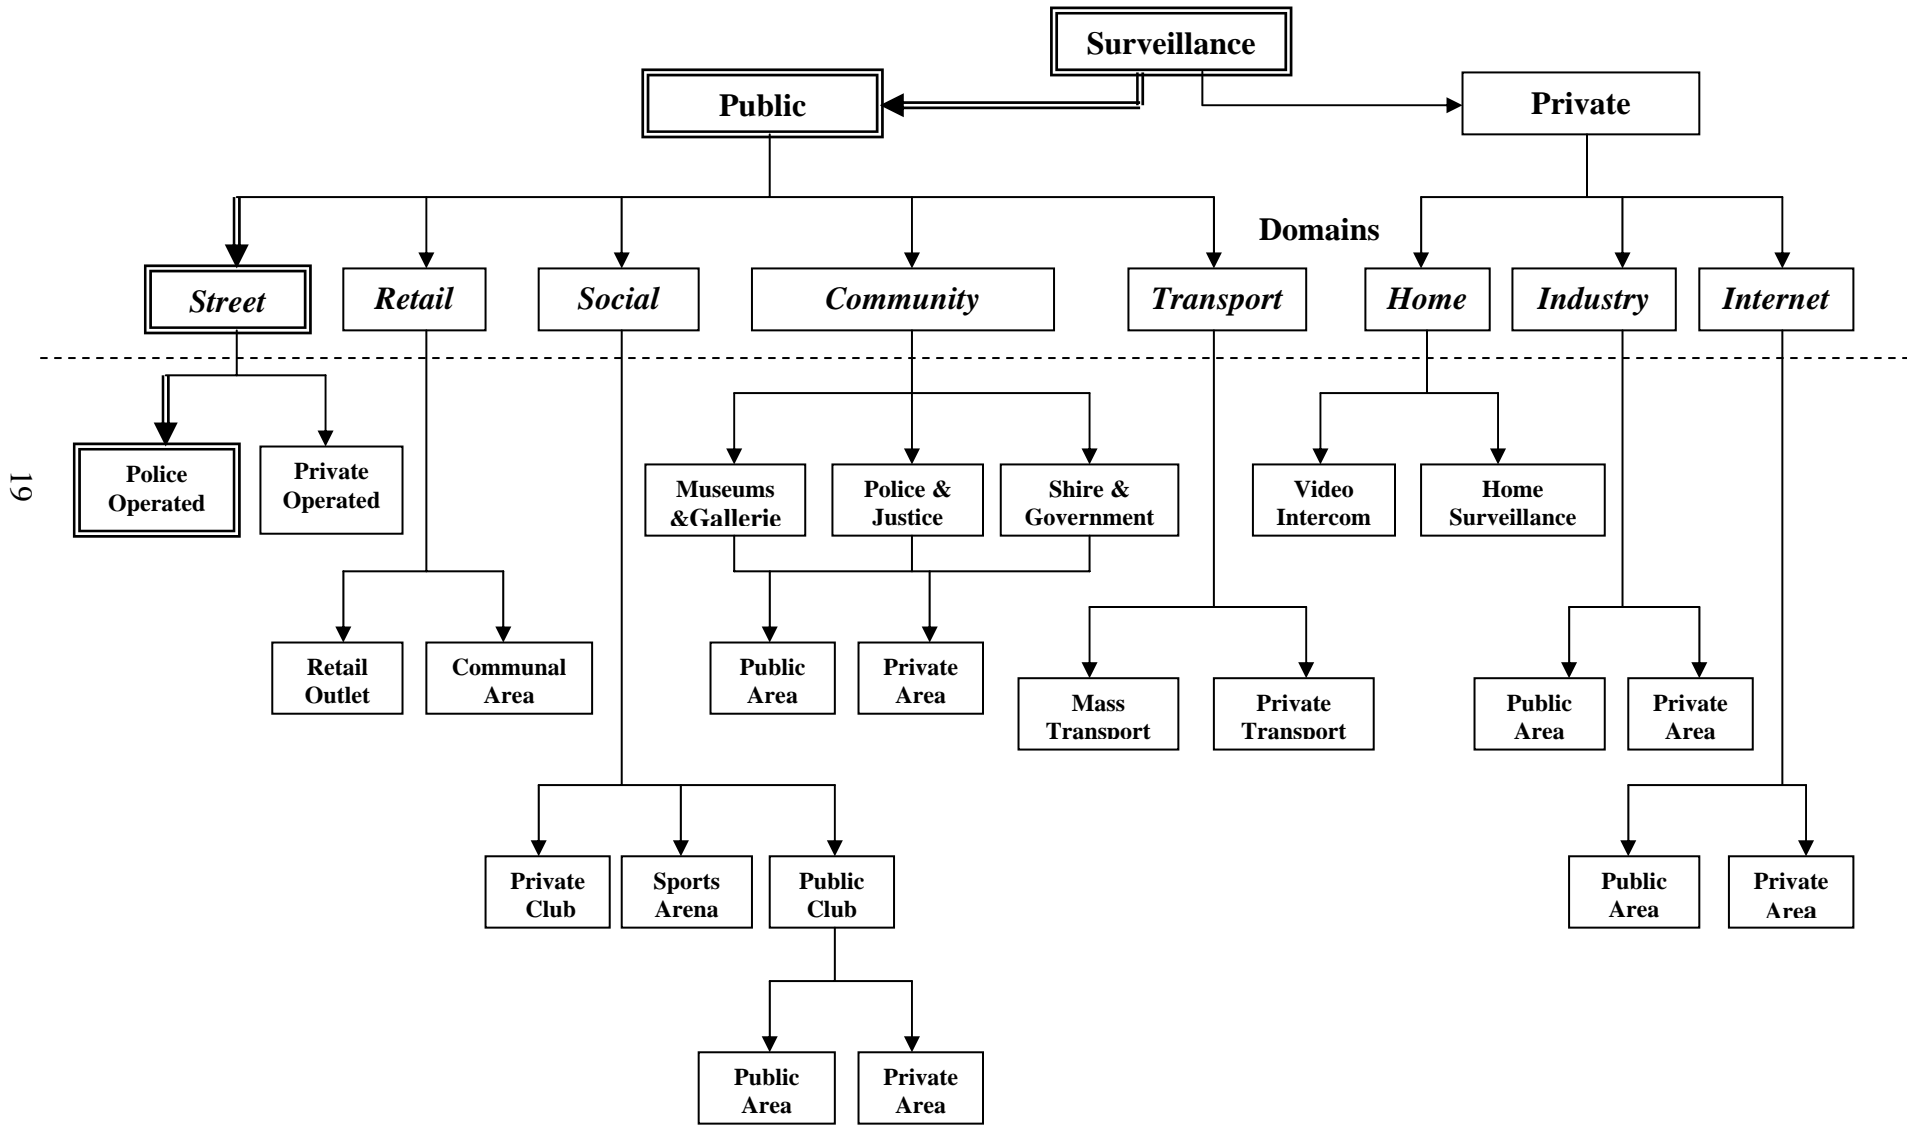 Surveillance
Public
Private
Domains
Street
Retail
Social
Community
Transport
Home
Industry
Internet
Police
Operated
Private
Operated
Museums
&Gallerie
Police &
Justice
Shire &
Government
Video
Intercom
Home
Surveillance
19
Retail
Outlet
Communal
Area
Public
Area
Private
Area
Mass
Transport
Private
Transport
Public
Area
Private
Area
Private
Club
Sports
Arena
Public
Club
Public
Area
Private
Area
Public
Area
Private
Area